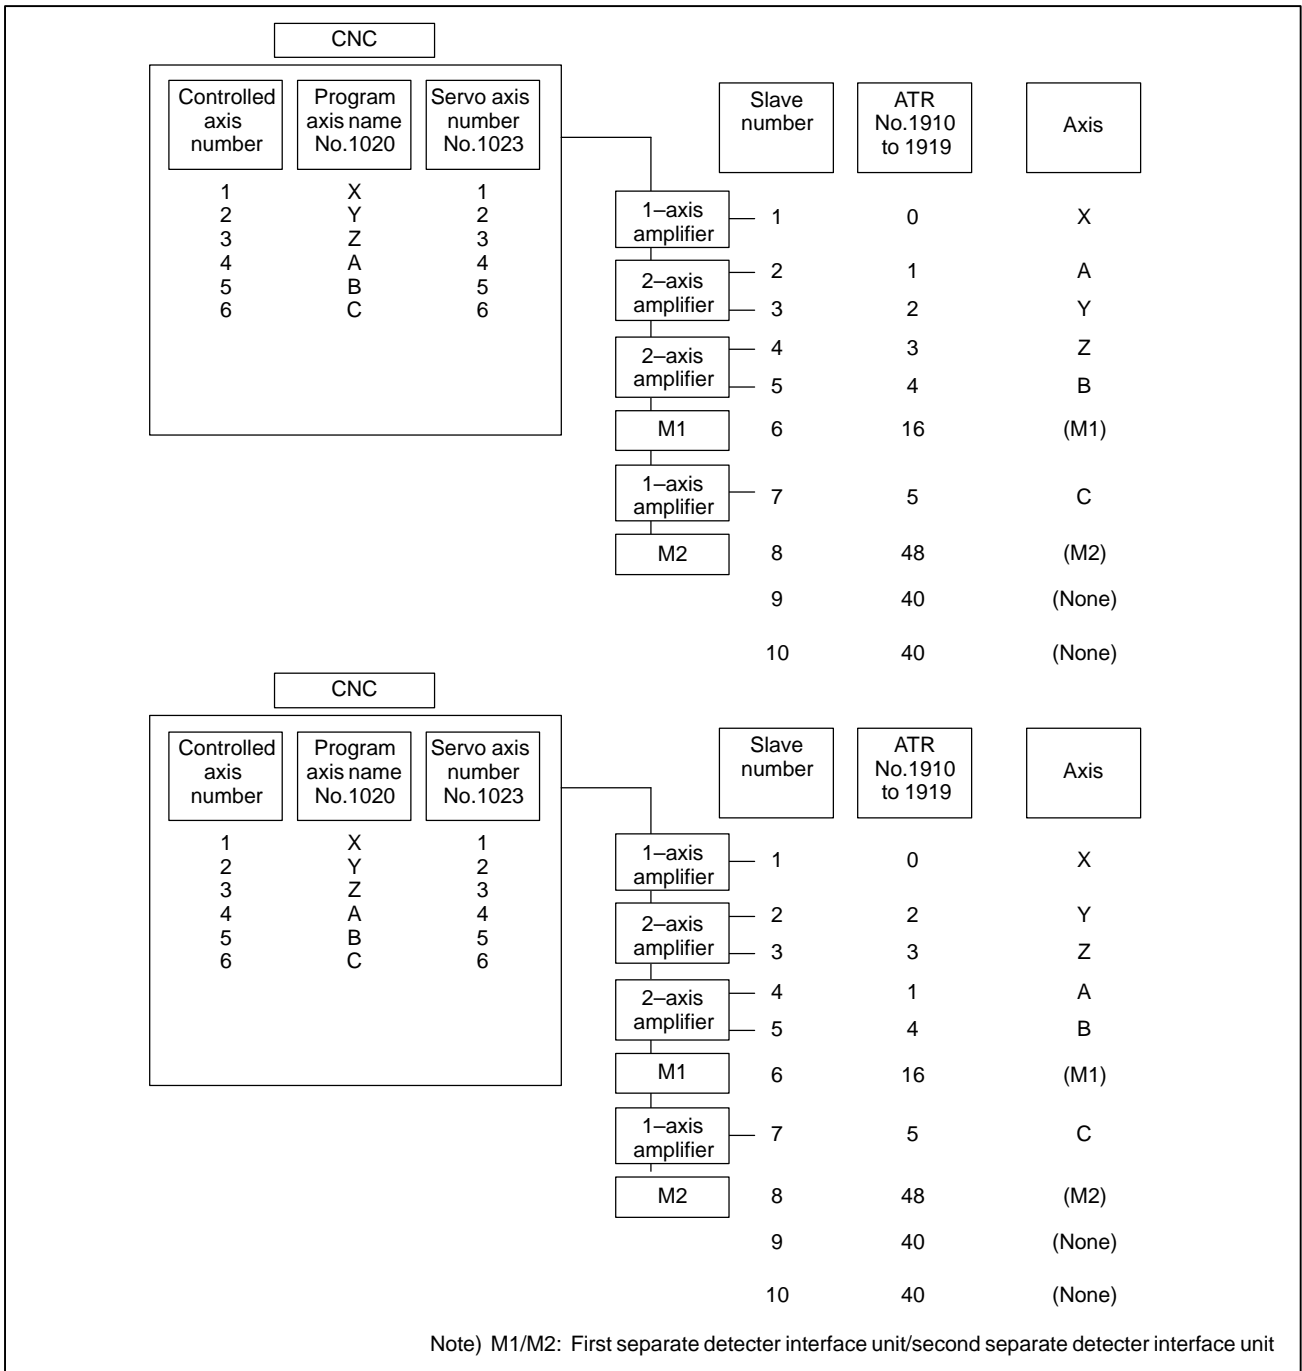 CNC
Controlled axis number
Program axis name No.1020
Servo axis number No.1023
1 X 1
2 Y 2
3 Z 3
4 A 4
5 B 5
6 C 6
Slave number
ATR No.1910 to 1919
Axis
1–axis amplifier 1 0 X
2–axis amplifier 2 1 A
3 2 Y
2–axis amplifier 4 3 Z
5 4 B
M1 6 16 (M1)
1–axis amplifier 7 5 C
M2 8 48 (M2)
9 40 (None)
10 40 (None)
CNC
Controlled axis number
Program axis name No.1020
Servo axis number No.1023
1 X 1
2 Y 2
3 Z 3
4 A 4
5 B 5
6 C 6
Slave number
ATR No.1910 to 1919
Axis
1–axis amplifier 1 0 X
2–axis amplifier 2 2 Y
3 3 Z
2–axis amplifier 4 1 A
5 4 B
M1 6 16 (M1)
1–axis amplifier 7 5 C
M2 8 48 (M2)
9 40 (None)
10 40 (None)
Note) M1/M2: First separate detecter interface unit/second separate detecter interface unit